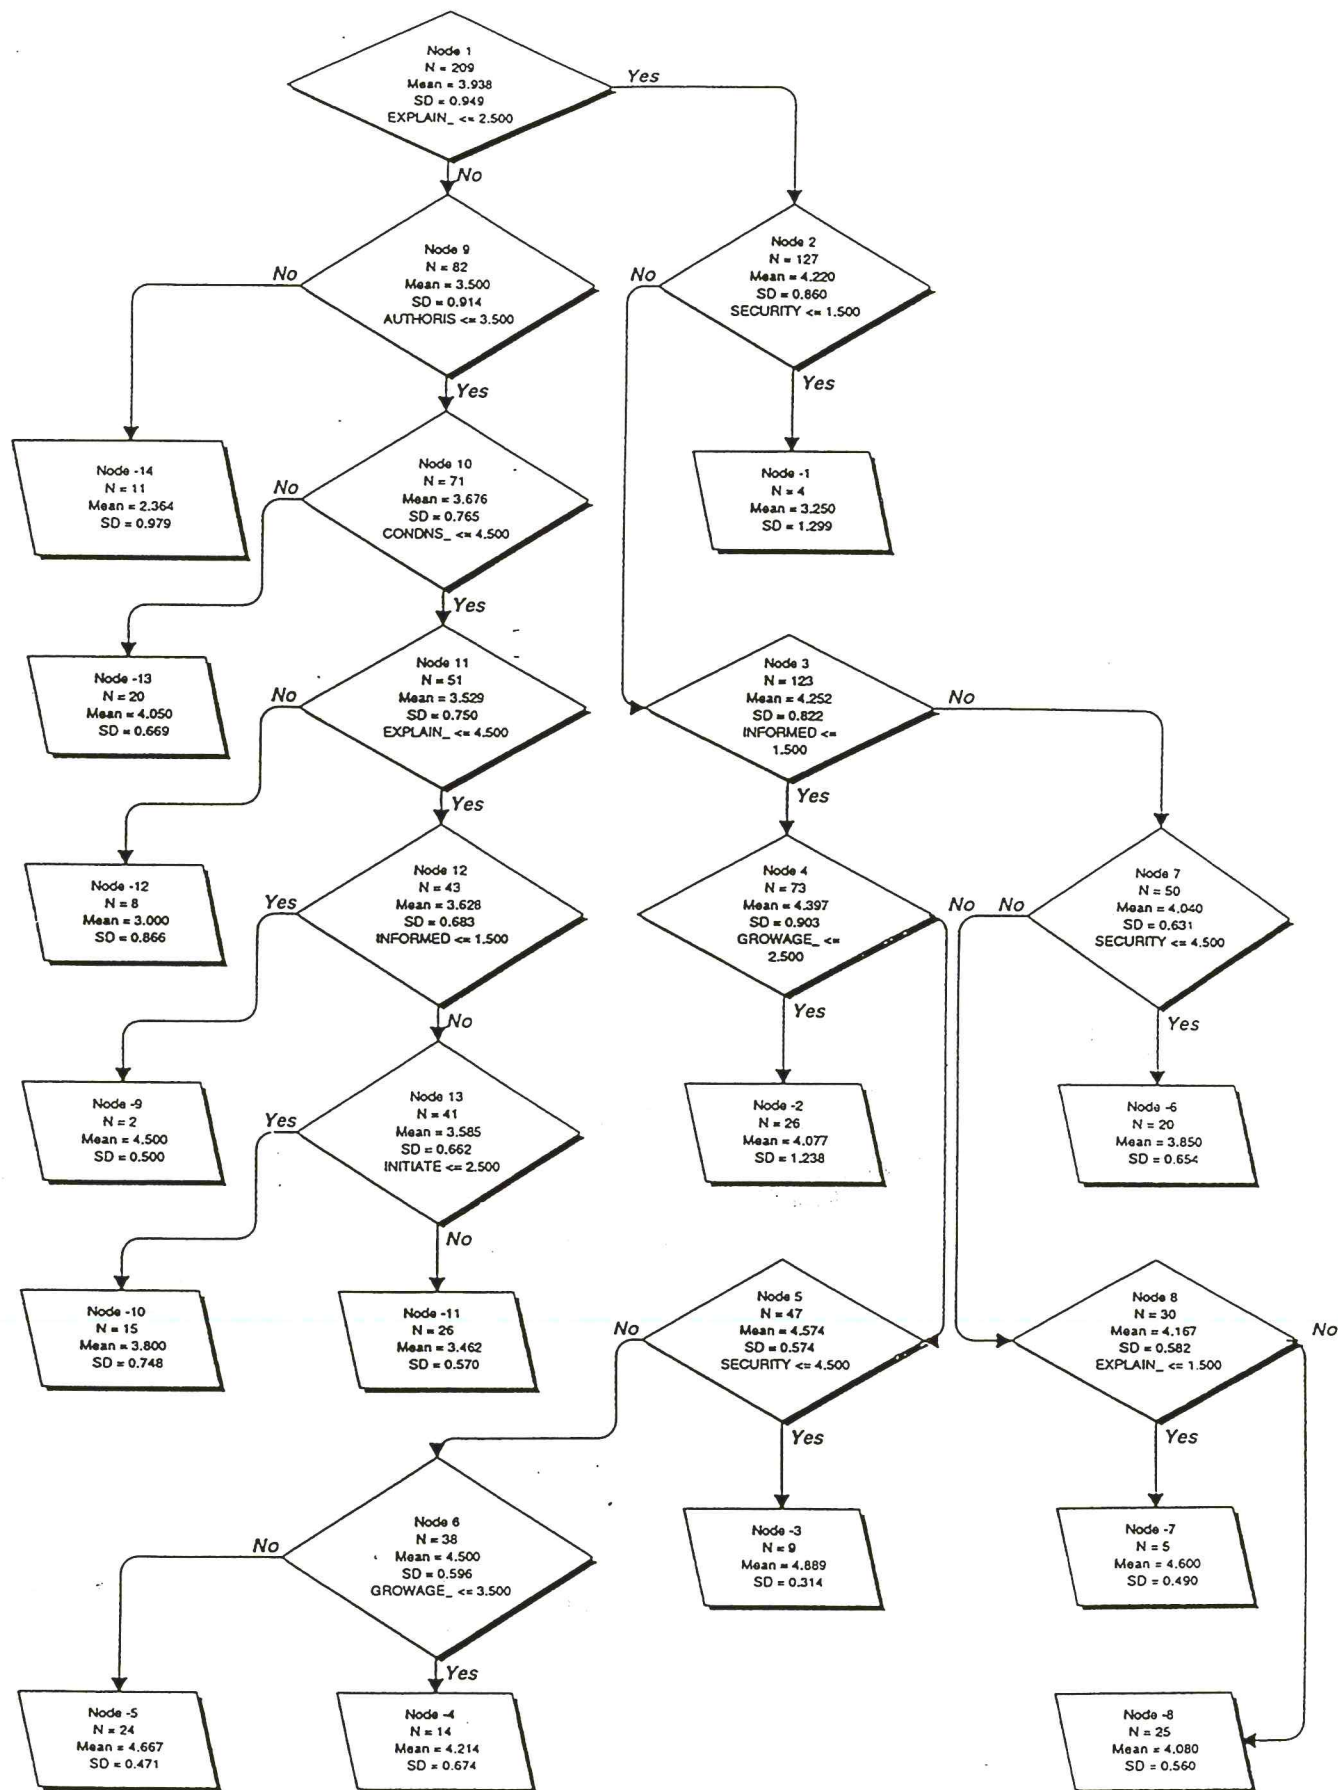 Node 1
N = 209
Mean = 3.938
SD = 0.949
EXPLAIN_ <= 2.500
Yes
No
Node 9
N = 82
Mean = 3.500
SD = 0.914
AUTHORIS <= 3.500
No
Yes
Node 2
N = 127
Mean = 4.220
SD = 0.860
SECURITY <= 1.500
No
Yes
Node -14
N = 11
Mean = 2.364
SD = 0.979
Node 10
N = 71
Mean = 3.676
SD = 0.765
CONDNS_ <= 4.500
No
Yes
Node -1
N = 4
Mean = 3.250
SD = 1.299
Node -13
N = 20
Mean = 4.050
SD = 0.669
Node 11
N = 51
Mean = 3.529
SD = 0.750
EXPLAIN_ <= 4.500
No
Yes
Node 3
N = 123
Mean = 4.252
SD = 0.822
INFORMED <=
1.500
No
Yes
Node -12
N = 8
Mean = 3.000
SD = 0.866
Node 12
N = 43
Mean = 3.628
SD = 0.683
INFORMED <= 1.500
Yes
No
Node 4
N = 73
Mean = 4.397
SD = 0.903
GROWAGE_ <=
2.500
No
Yes
Node 7
N = 50
Mean = 4.040
SD = 0.631
SECURITY <= 4.500
No
Yes
Node -9
N = 2
Mean = 4.500
SD = 0.500
Node 13
N = 41
Mean = 3.585
SD = 0.662
INITIATE <= 2.500
Yes
No
Node -2
N = 26
Mean = 4.077
SD = 1.238
Node -6
N = 20
Mean = 3.850
SD = 0.654
Node -10
N = 15
Mean = 3.800
SD = 0.748
Node -11
N = 26
Mean = 3.462
SD = 0.570
Node 5
N = 47
Mean = 4.574
SD = 0.574
SECURITY <= 4.500
No
Yes
Node 8
N = 30
Mean = 4.167
SD = 0.582
EXPLAIN_ <= 1.500
No
Yes
Node 6
N = 38
Mean = 4.500
SD = 0.596
GROWAGE_ <= 3.500
No
Yes
Node -3
N = 9
Mean = 4.889
SD = 0.314
Node -7
N = 5
Mean = 4.600
SD = 0.490
Node -5
N = 24
Mean = 4.667
SD = 0.471
Node -4
N = 14
Mean = 4.214
SD = 0.674
Node -8
N = 25
Mean = 4.080
SD = 0.560